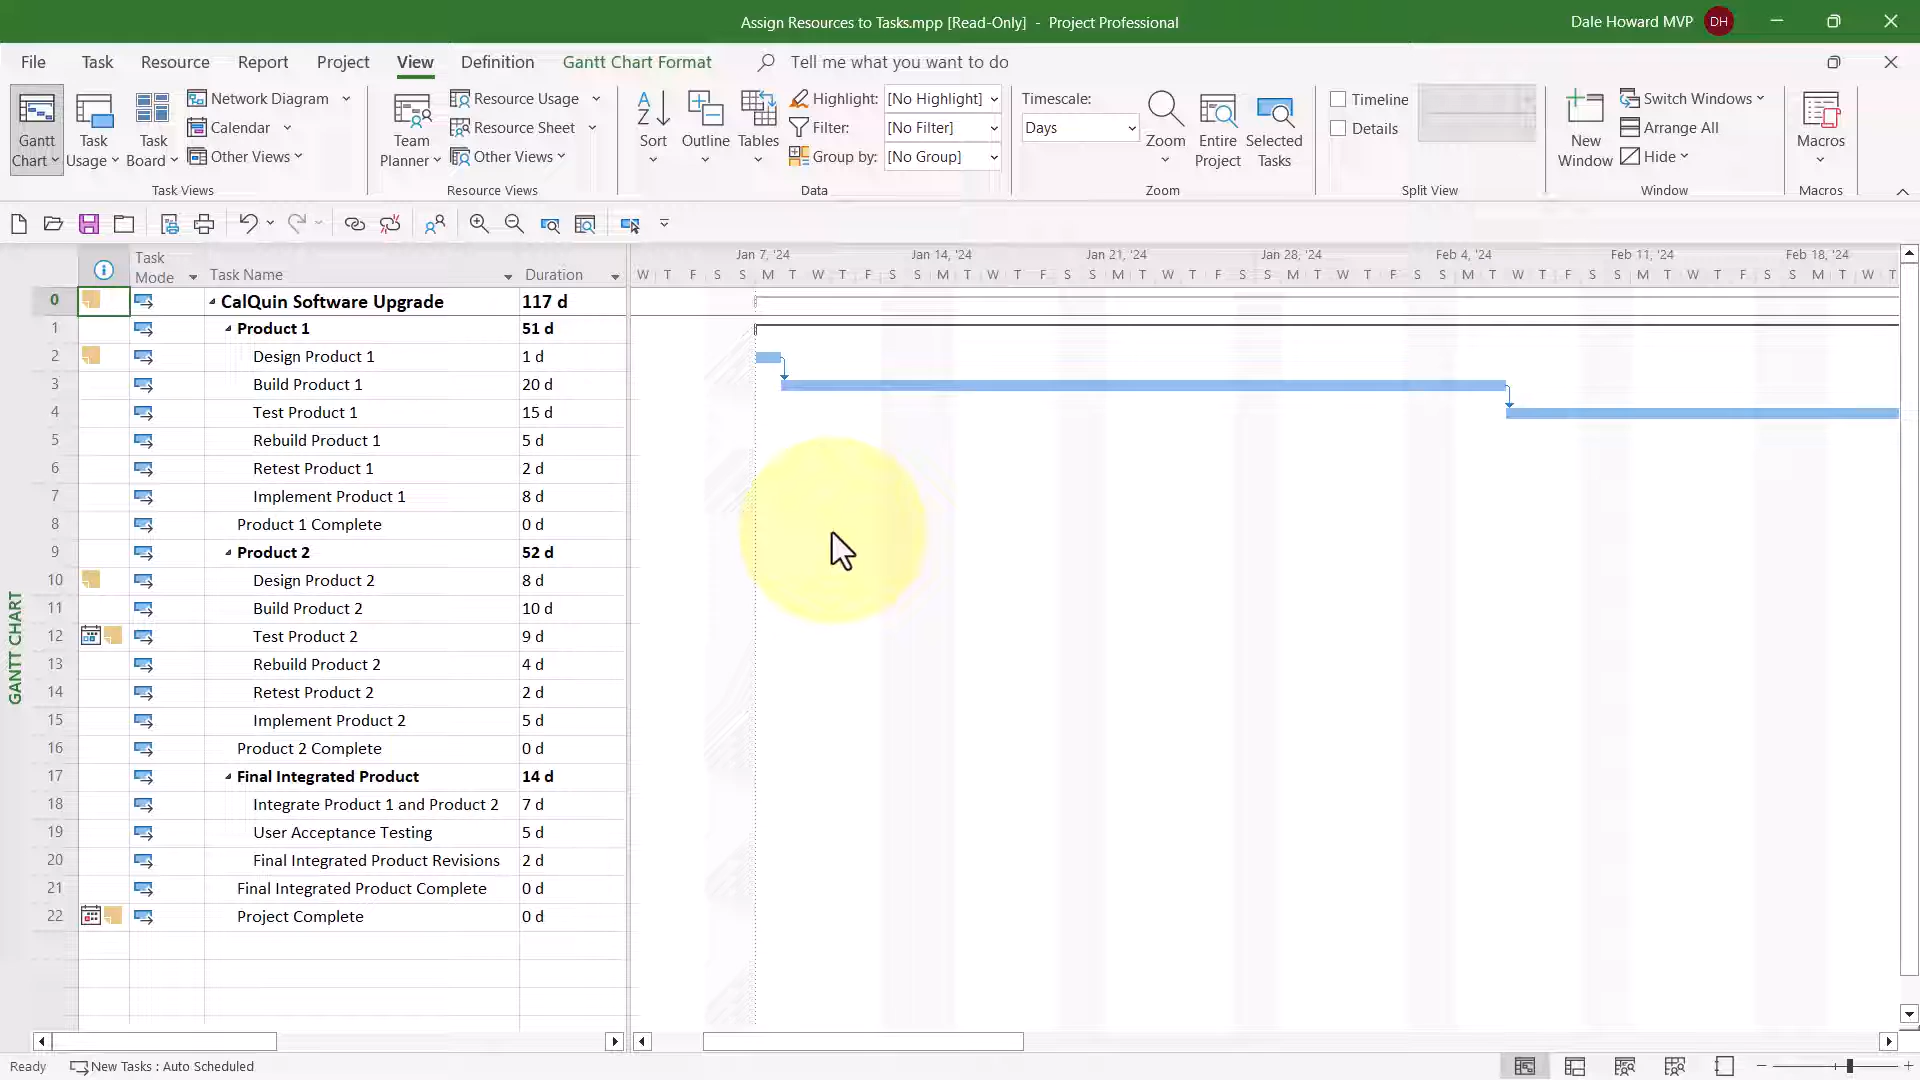 Assign Resources to Tasks.mpp [Read-Only] - Project Professional
Dale Howard MVP DH
File Task Resource Report Project View Definition Gantt Chart Format Tell me what you want to do
Gantt Chart
Task Usage
Task Board
Network Diagram
Calendar
Other Views
Task Views
Team Planner
Resource Usage
Resource Sheet
Other Views
Resource Views
Sort
Outline
Tables
Highlight: [No Highlight]
Filter: [No Filter]
Group by: [No Group]
Data
Timescale:
Days
Zoom
Entire Project
Selected Tasks
Zoom
Timeline
Details
Split View
New Window
Switch Windows
Arrange All
Hide
Window
Macros
Macros
Task Mode Task Name Duration
Jan 7, '24 Jan 14, '24 Jan 21, '24 Jan 28, '24 Feb 4, '24 Feb 11, '24 Feb 18, '24
W T F S S M T W T F S S M T W T F S S M T W T F S S M T W T F S S M T W T F S S M T W T F S S M T W T
0 CalQuin Software Upgrade 117 d
1 Product 1 51 d
2 Design Product 1 1 d
3 Build Product 1 20 d
4 Test Product 1 15 d
5 Rebuild Product 1 5 d
6 Retest Product 1 2 d
7 Implement Product 1 8 d
8 Product 1 Complete 0 d
9 Product 2 52 d
10 Design Product 2 8 d
11 Build Product 2 10 d
12 Test Product 2 9 d
13 Rebuild Product 2 4 d
14 Retest Product 2 2 d
15 Implement Product 2 5 d
16 Product 2 Complete 0 d
17 Final Integrated Product 14 d
18 Integrate Product 1 and Product 2 7 d
19 User Acceptance Testing 5 d
20 Final Integrated Product Revisions 2 d
21 Final Integrated Product Complete 0 d
22 Project Complete 0 d
GANTT CHART
Ready New Tasks : Auto Scheduled